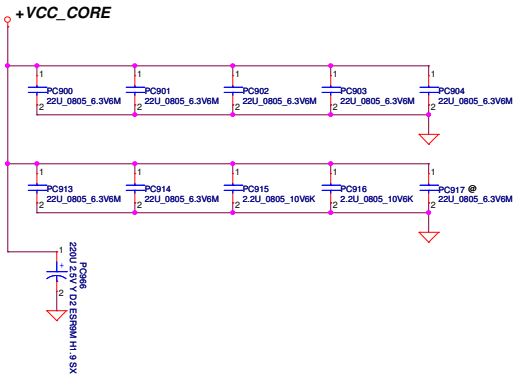 +VCC_CORE
1 1 1 1 1
PC900 PC901 PC902 PC903 PC904
22U_0805_6.3V6M 22U_0805_6.3V6M 22U_0805_6.3V6M 22U_0805_6.3V6M 22U_0805_6.3V6M
2 2 2 2 2
1 1 1 1 1
PC913 PC914 PC915 PC916 PC917 @
22U_0805_6.3V6M 22U_0805_6.3V6M 2.2U_0805_10V6K 2.2U_0805_10V6K 22U_0805_6.3V6M
2 2 2 2 2
1
+
2
PC966
220U 2.5V Y D2 ESR9M H1.9 SX